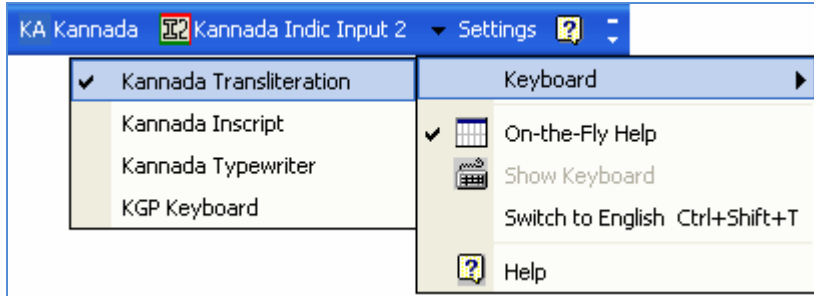 KA Kannada Kannada Indic Input 2 Settings
Kannada Transliteration
Kannada Inscript
Kannada Typewriter
KGP Keyboard
Keyboard
On-the-Fly Help
Show Keyboard
Switch to English Ctrl+Shift+T
Help